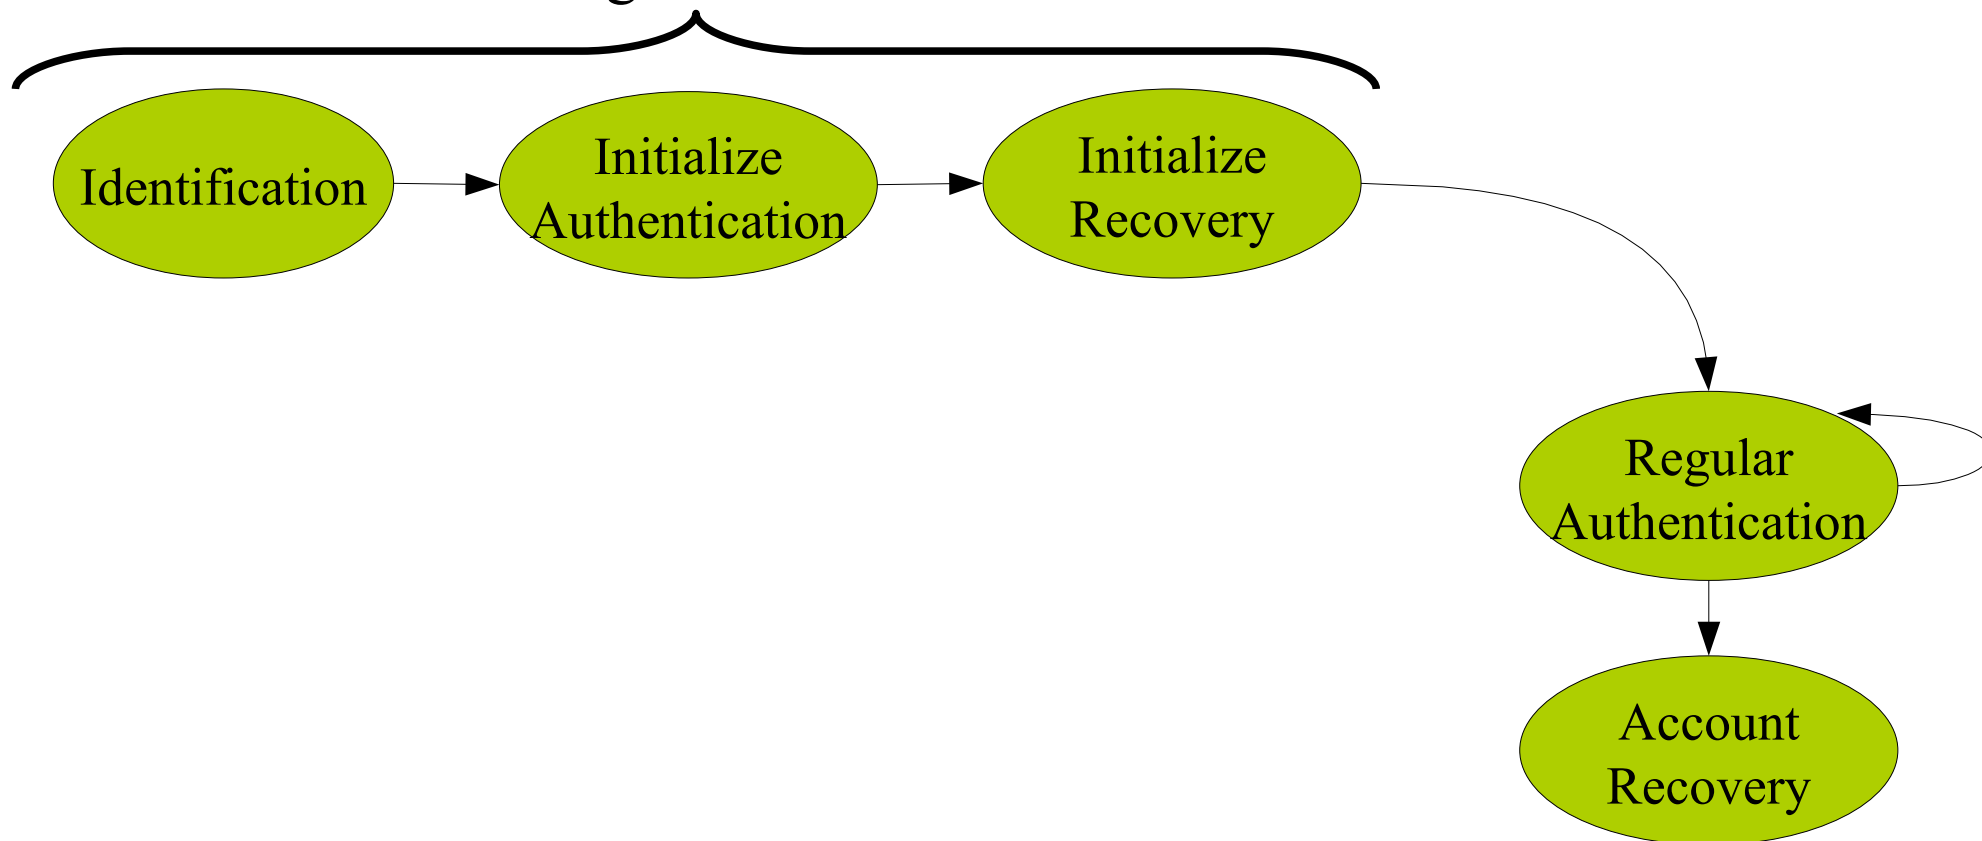 Identification
Initialize
Authentication
Initialize
Recovery
Regular
Authentication
Account
Recovery